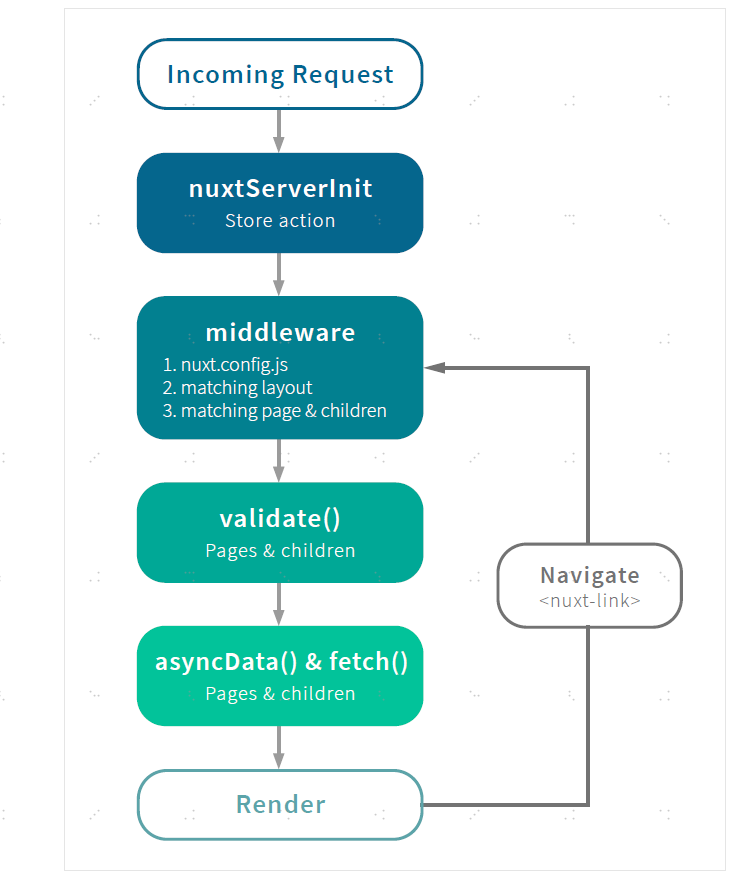 Incoming Request
nuxtServerInit
Store action
middleware
1. nuxt.config.js
2. matching layout
3. matching page & children
validate()
Pages & children
asyncData() & fetch()
Pages & children
Render
Navigate
<nuxt-link>